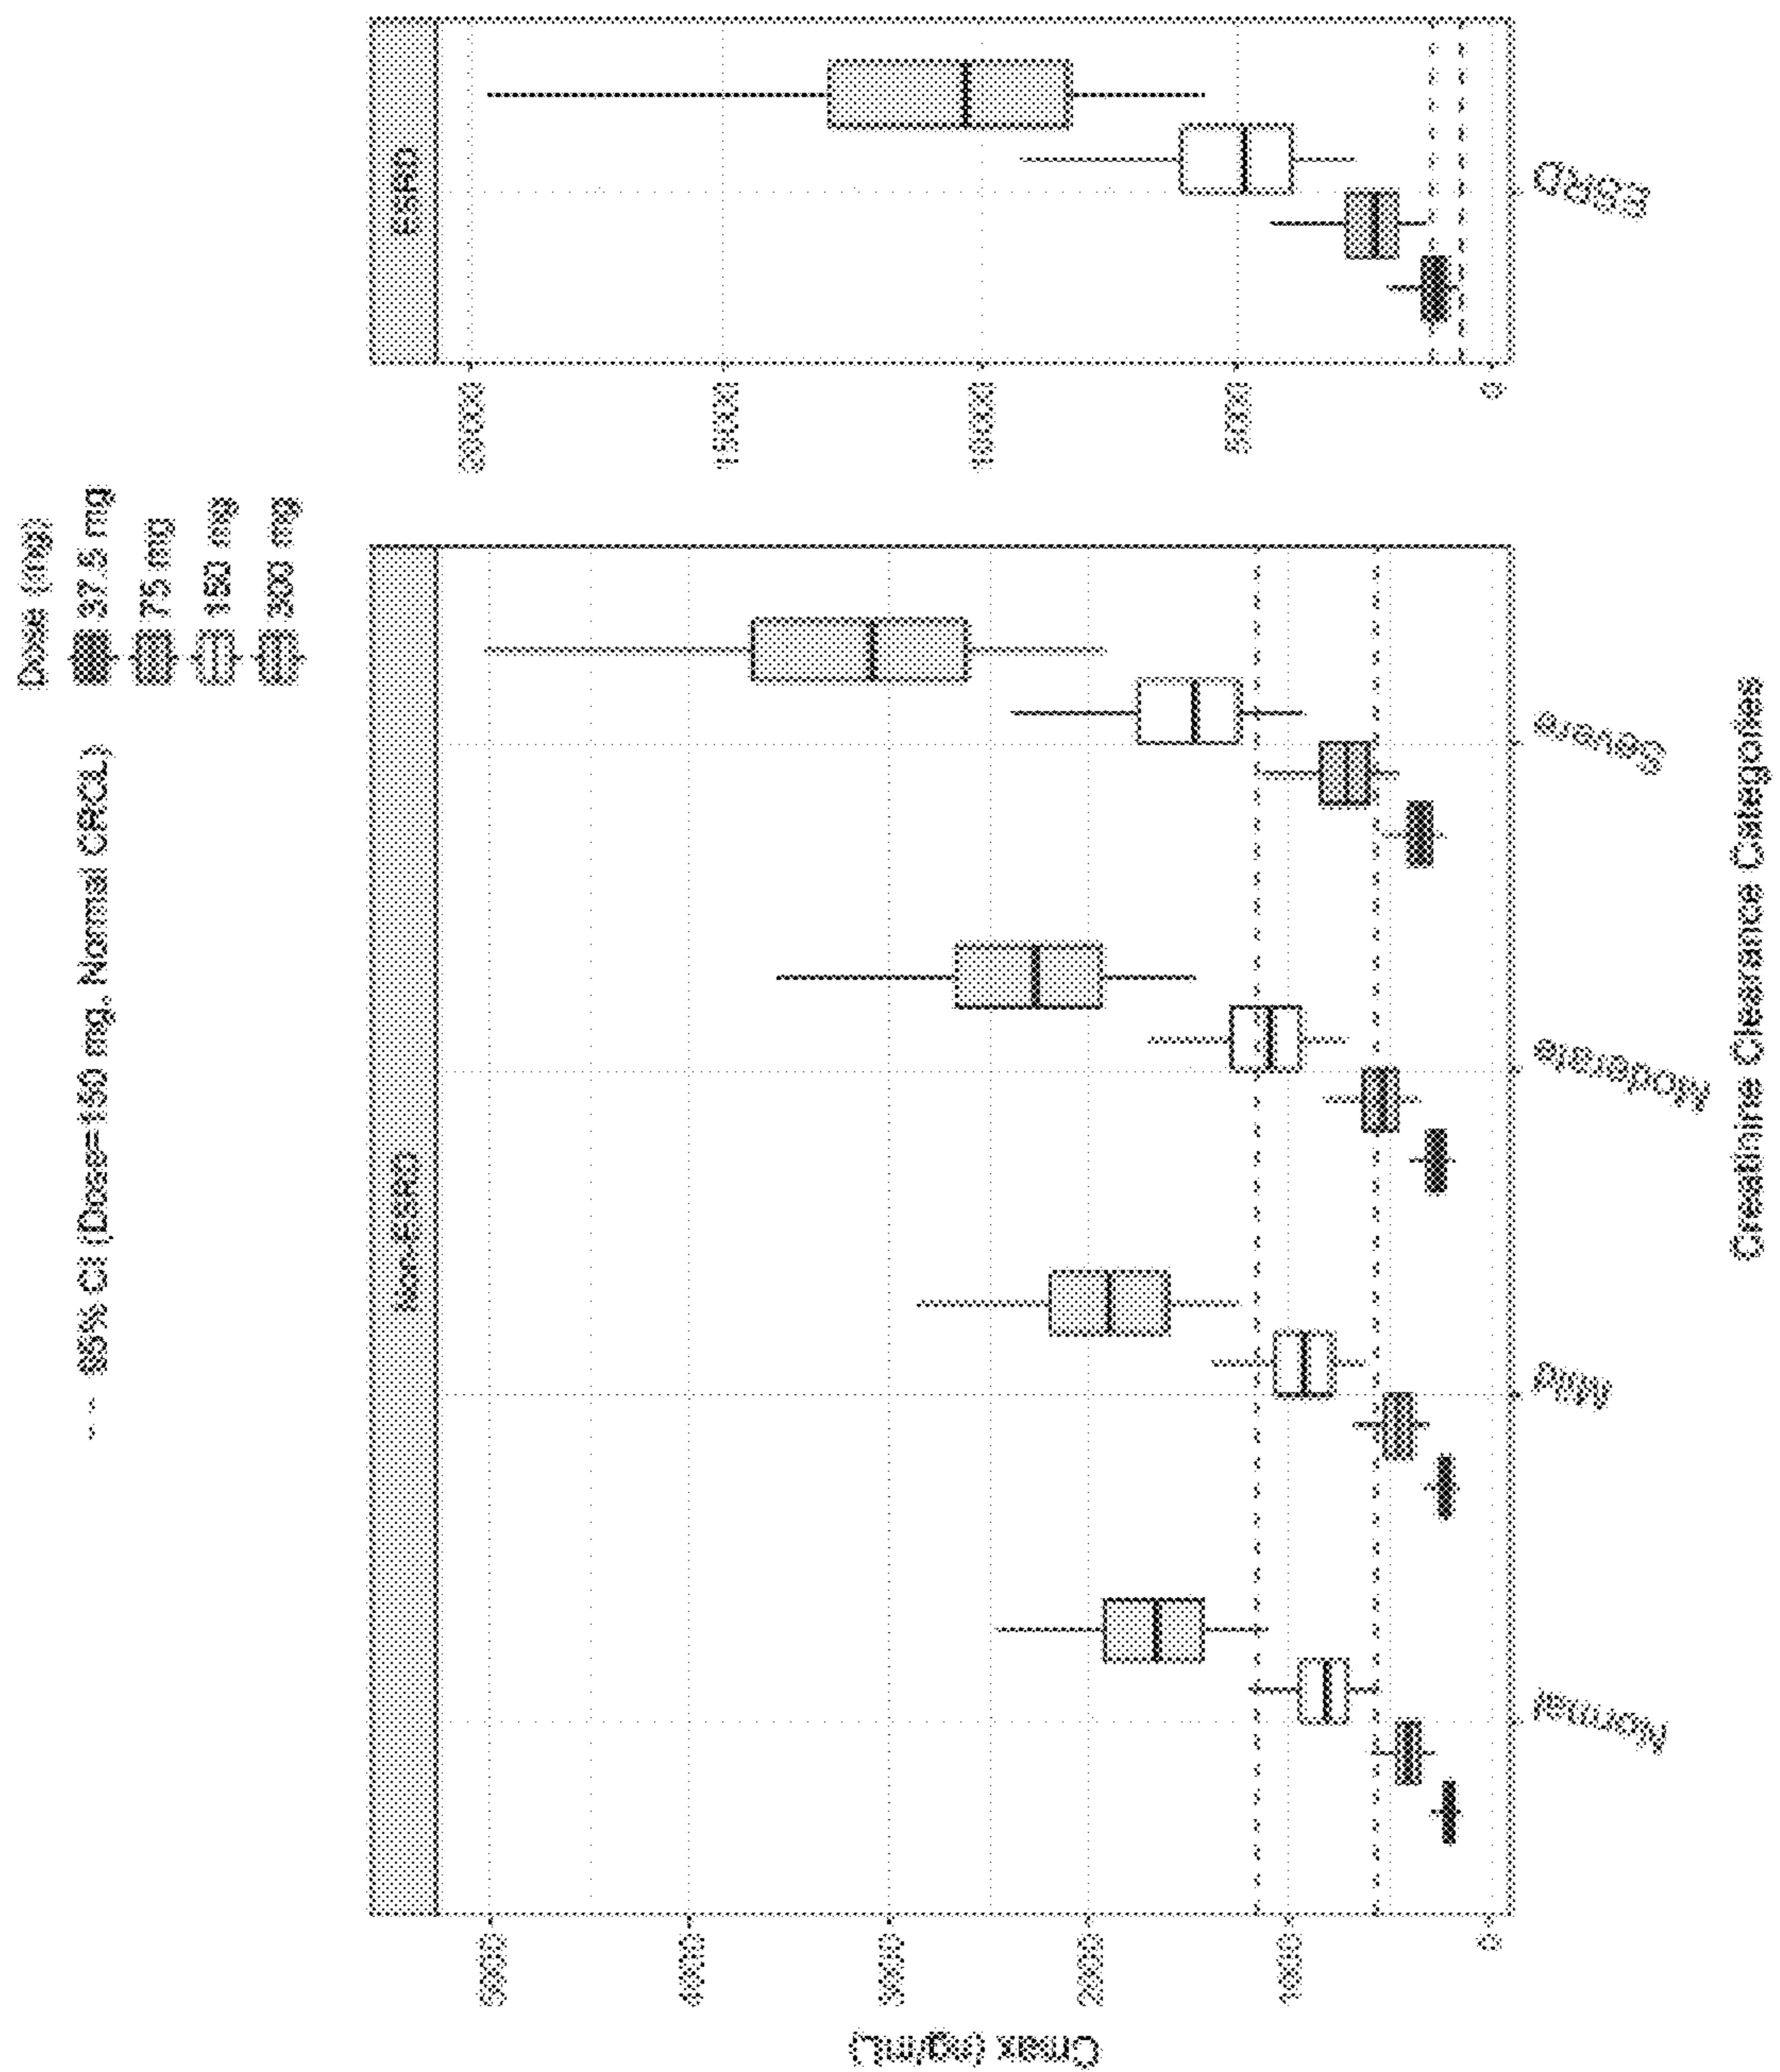 -- 95% CI (Dose=150 mg, Normal CRCL)
Dose (mg)
37.5 mg
75 mg
150 mg
300 mg
Non-ESRD
ESRD
Cmax (ng/mL)
5000
4000
3000
2000
1000
0
20000
15000
10000
5000
0
Normal
Mild
Moderate
Severe
ESRD
Creatinine Clearance Categories